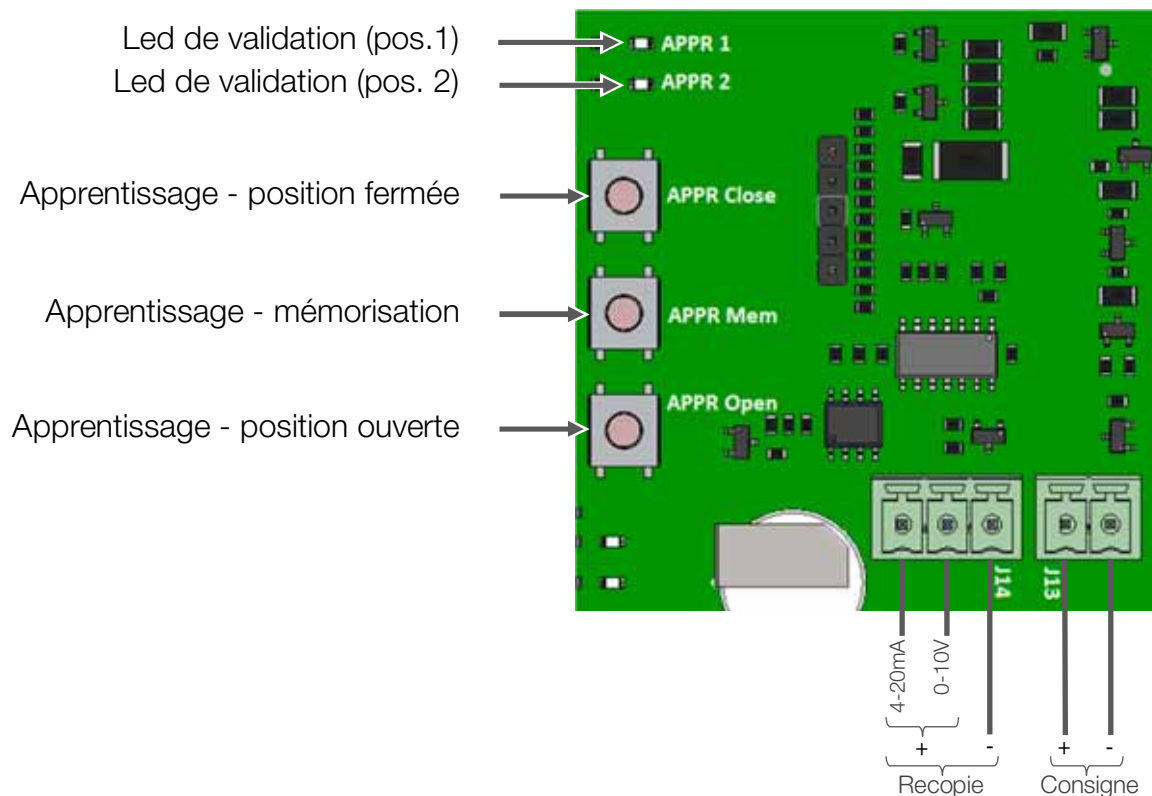 Led de validation (pos.1)
APPR 1
Led de validation (pos. 2)
APPR 2
Apprentissage - position fermée
APPR Close
Apprentissage - mémorisation
APPR Mem
Apprentissage - position ouverte
APPR Open
J14
J13
4-20mA
0-10V
+
-
+
-
Recopie
Consigne